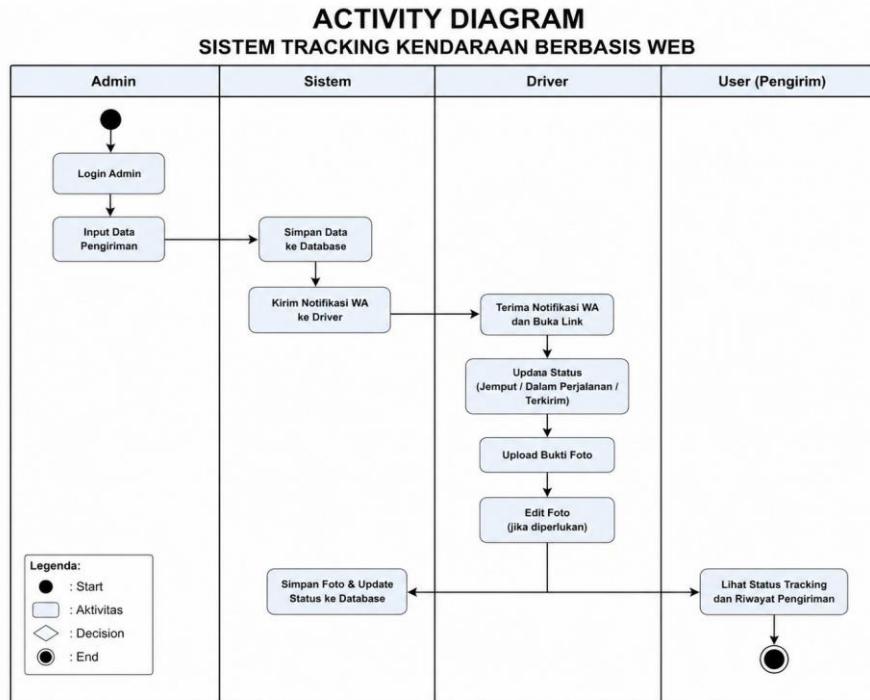 ACTIVITY DIAGRAM
SISTEM TRACKING KENDARAAN BERBASIS WEB
Admin
Sistem
Driver
User (Pengirim)
Login Admin
Input Data
Pengiriman
Simpan Data
ke Database
Kirim Notifikasi WA
ke Driver
Terima Notifikasi WA
dan Buka Link
Updaıa Status
(Jemput / Dalam Perjalanan /
Terkirim)
Upload Bukti Foto
Edit Foto
(jika diperlukan)
Simpan Foto & Update
Status ke Database
Lihat Status Tracking
dan Riwayat Pengiriman
Legenda:
: Start
: Aktivitas
: Decision
: End